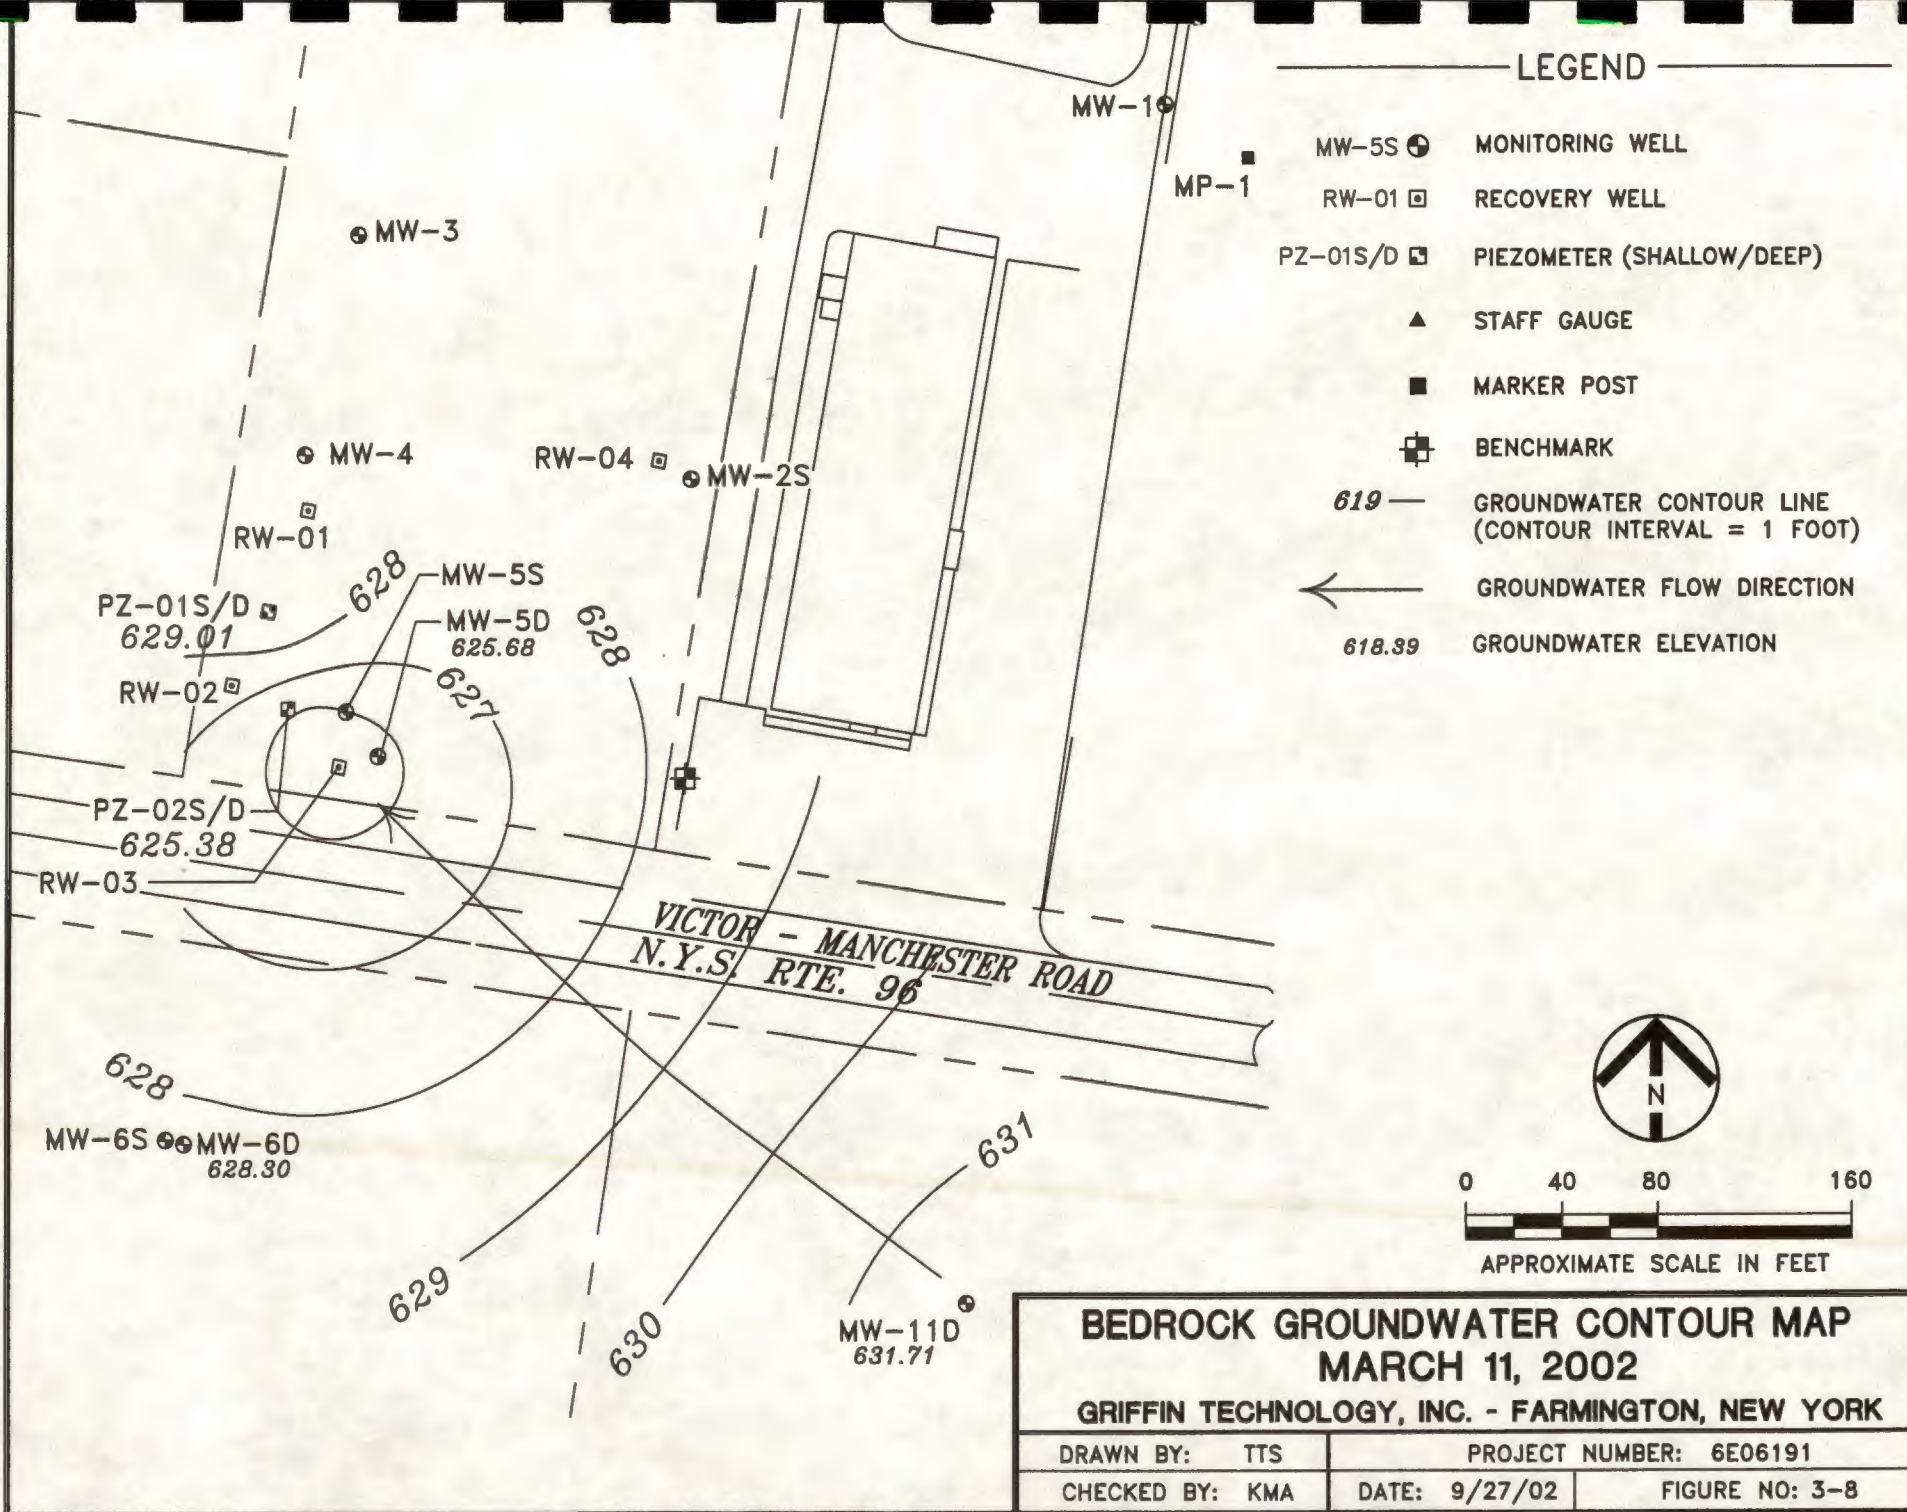 LEGEND
MW-5S MONITORING WELL
RW-01 RECOVERY WELL
PZ-01S/D PIEZOMETER (SHALLOW/DEEP)
STAFF GAUGE
MARKER POST
BENCHMARK
619 GROUNDWATER CONTOUR LINE
(CONTOUR INTERVAL = 1 FOOT)
GROUNDWATER FLOW DIRECTION
618.39 GROUNDWATER ELEVATION
MW-1
MP-1
MW-3
MW-4
RW-04
MW-2S
RW-01
628
MW-5S
PZ-01S/D
629.01
MW-5D
625.68
628
RW-02
627
PZ-02S/D
625.38
RW-03
VICTOR - MANCHESTER ROAD
N.Y.S. RTE. 96
628
MW-6S
MW-6D
628.30
631
629
630
MW-11D
631.71
N
0 40 80 160
APPROXIMATE SCALE IN FEET
BEDROCK GROUNDWATER CONTOUR MAP
MARCH 11, 2002
GRIFFIN TECHNOLOGY, INC. - FARMINGTON, NEW YORK
DRAWN BY: TTS
PROJECT NUMBER: 6E06191
CHECKED BY: KMA
DATE: 9/27/02
FIGURE NO: 3-8